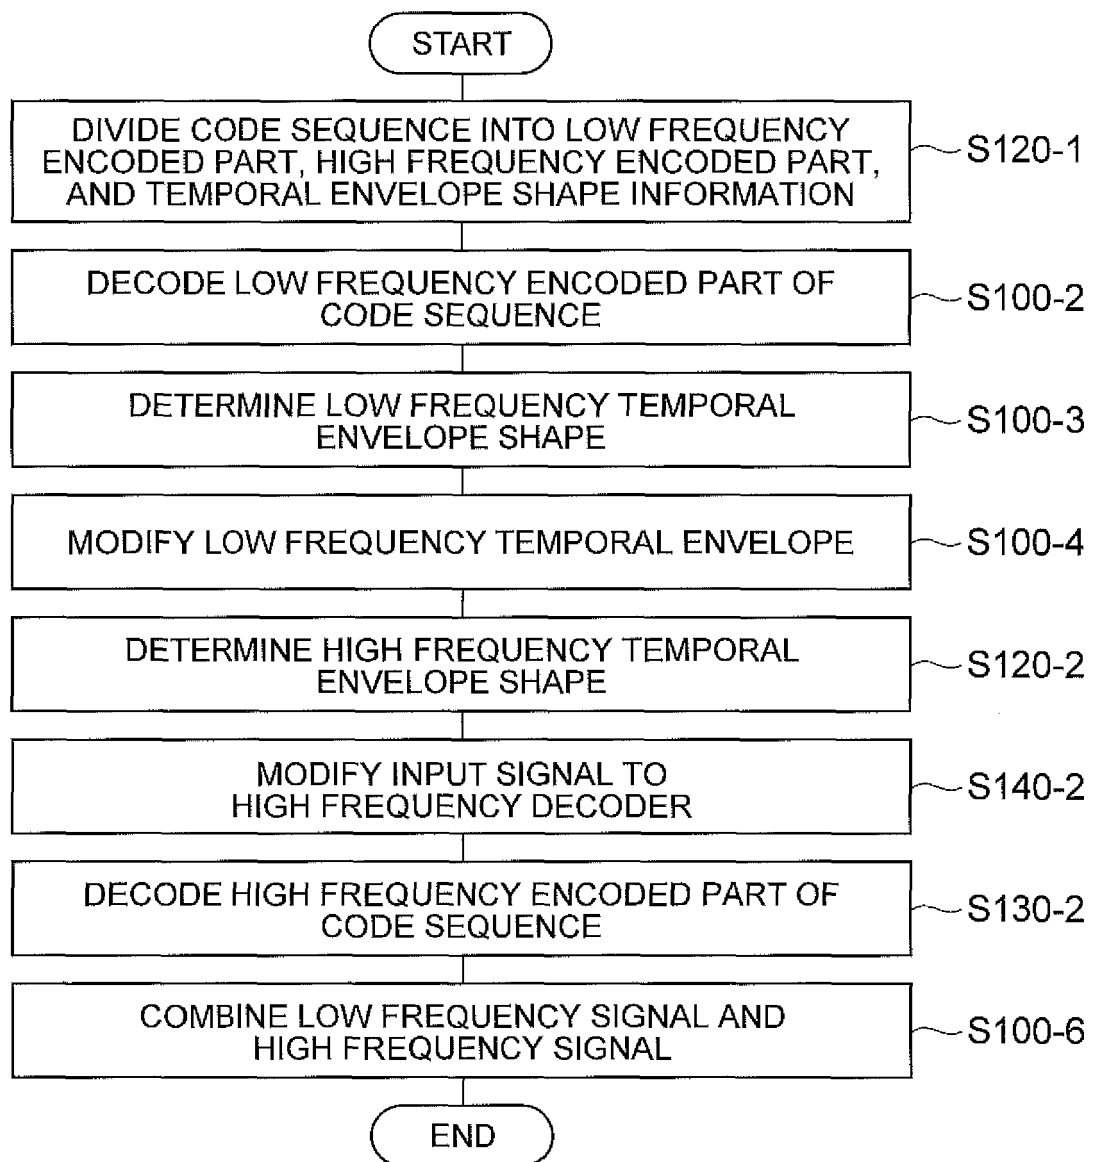 START
DIVIDE CODE SEQUENCE INTO LOW FREQUENCY
ENCODED PART, HIGH FREQUENCY ENCODED PART,
AND TEMPORAL ENVELOPE SHAPE INFORMATION
S120-1
DECODE LOW FREQUENCY ENCODED PART OF
CODE SEQUENCE
S100-2
DETERMINE LOW FREQUENCY TEMPORAL
ENVELOPE SHAPE
S100-3
MODIFY LOW FREQUENCY TEMPORAL ENVELOPE
S100-4
DETERMINE HIGH FREQUENCY TEMPORAL
ENVELOPE SHAPE
S120-2
MODIFY INPUT SIGNAL TO
HIGH FREQUENCY DECODER
S140-2
DECODE HIGH FREQUENCY ENCODED PART OF
CODE SEQUENCE
S130-2
COMBINE LOW FREQUENCY SIGNAL AND
HIGH FREQUENCY SIGNAL
S100-6
END